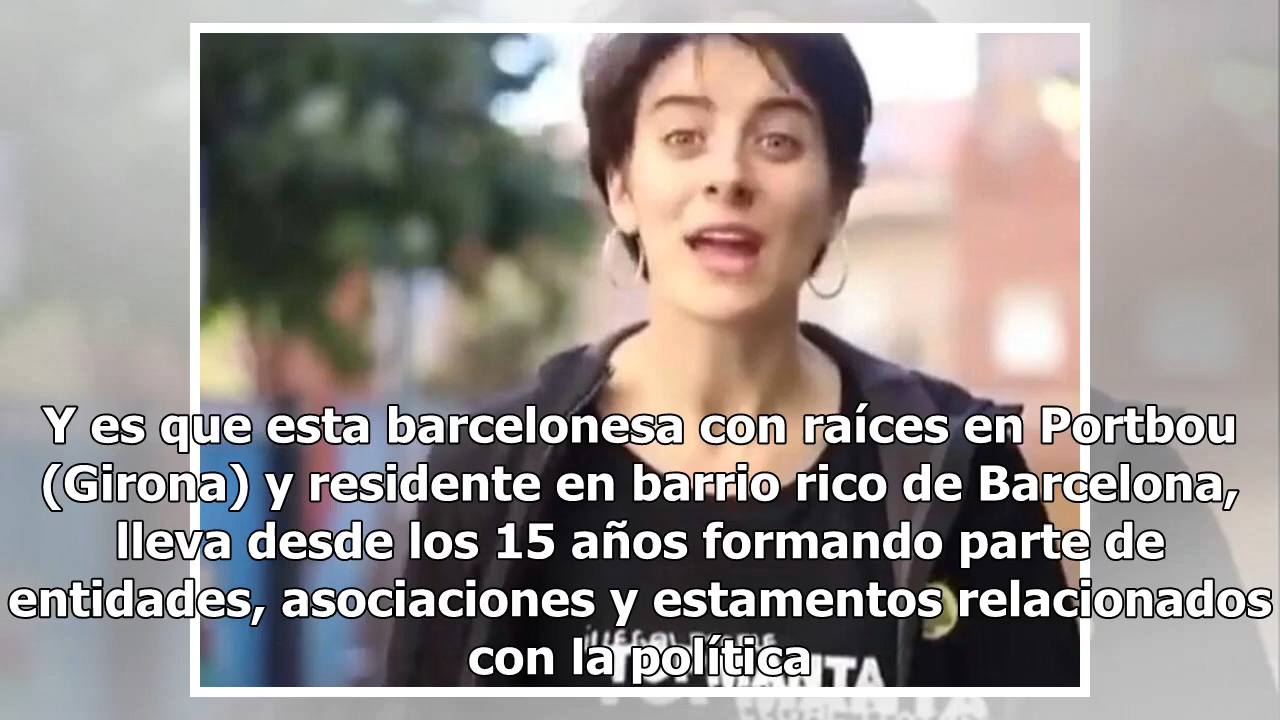 Y es que esta barcelonesa con raíces en Portbou
(Girona) y residente en barrio rico de Barcelona,
lleva desde los 15 años formando parte de
entidades, asociaciones y estamentos relacionados
con la política
MANTA